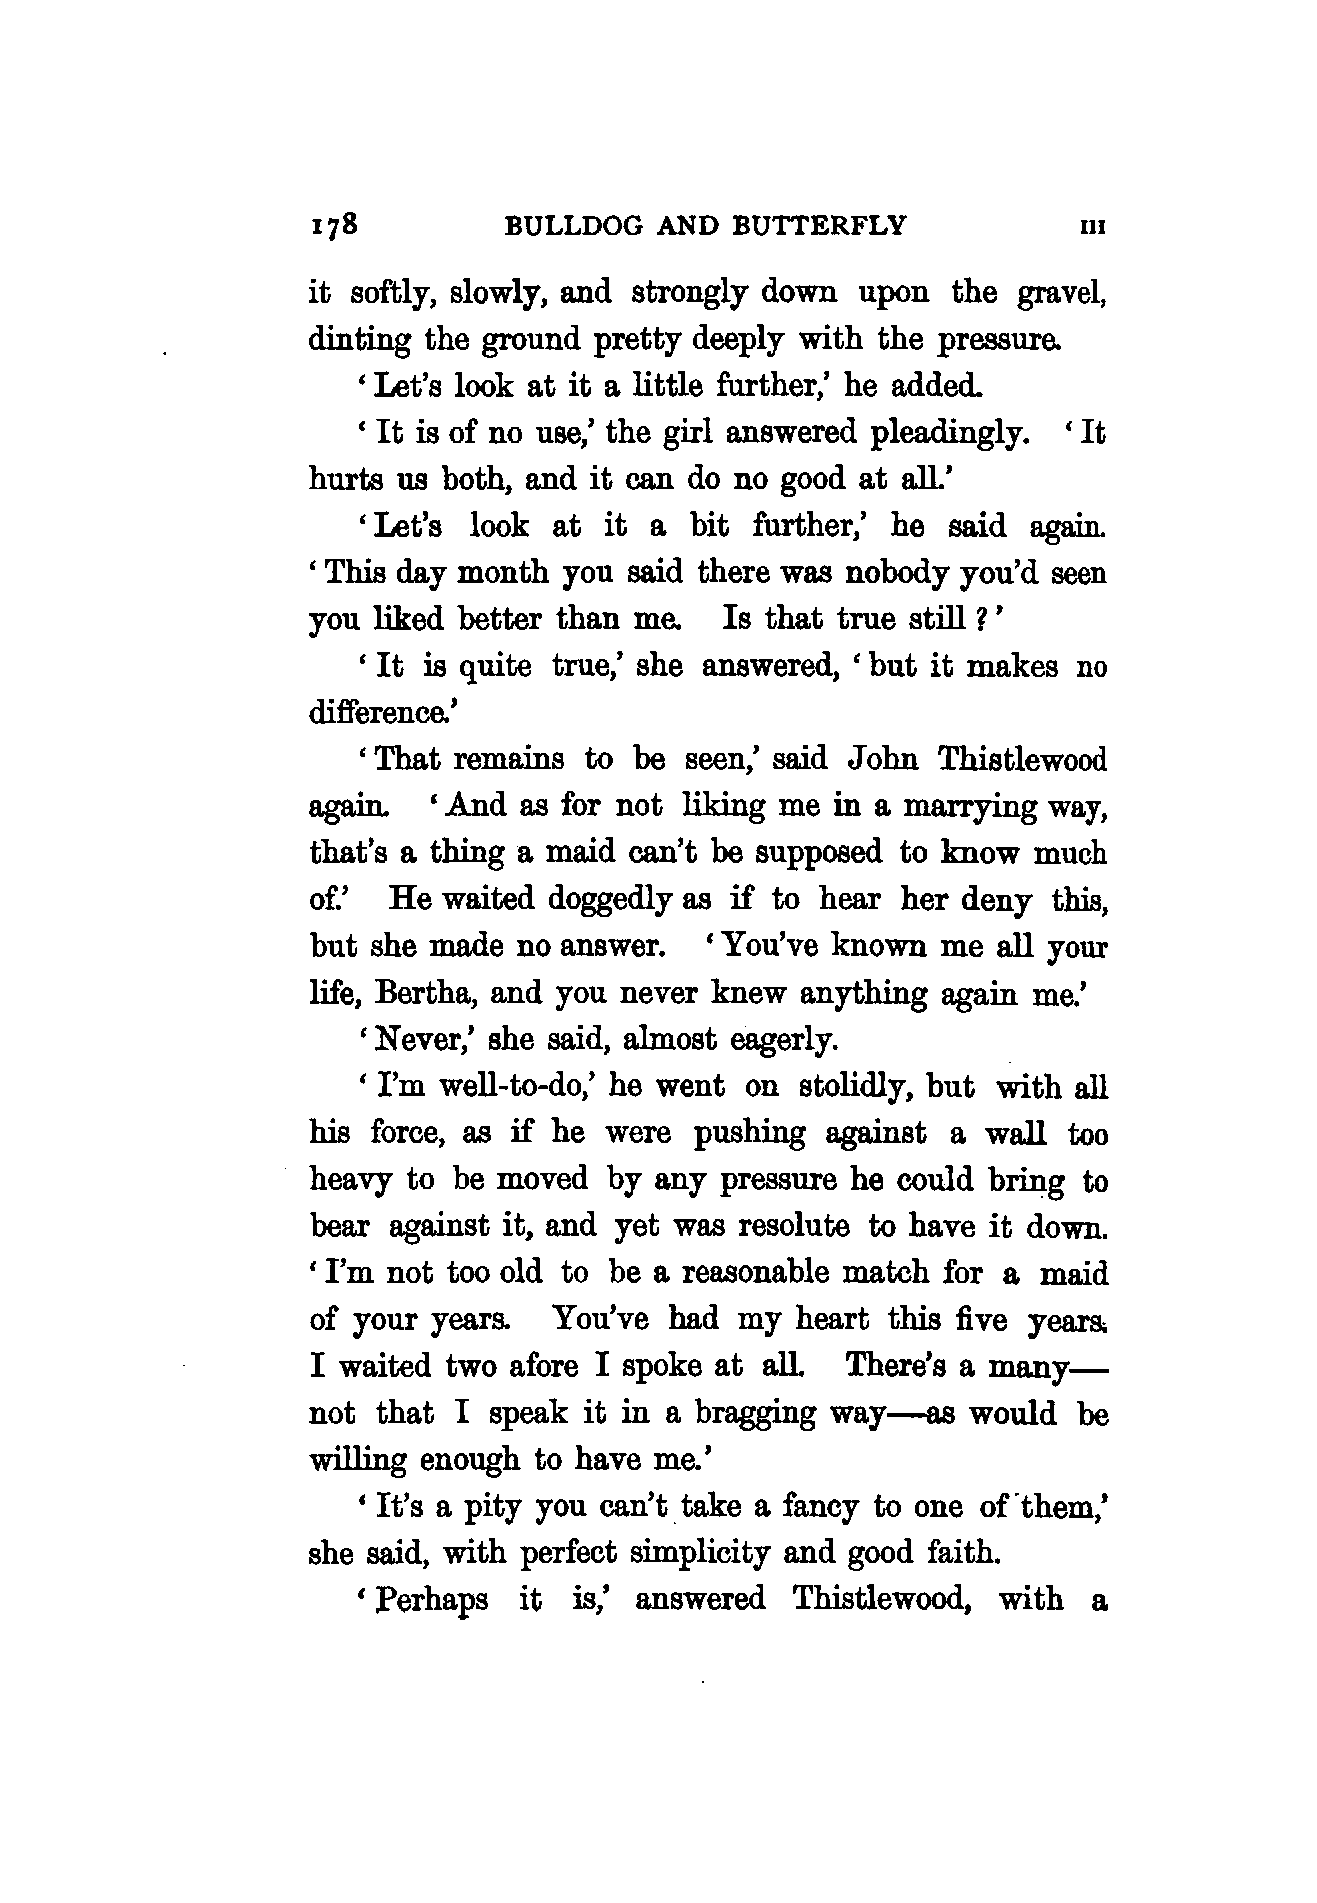 178 BULLDOG AND BUTTERFLY III
it softly, slowly, and strongly down upon the gravel,
dinting the ground pretty deeply with the pressure.
‘Let’s look at it a little further,’ he added.
‘It is of no use,’ the girl answered pleadingly. ‘It
hurts us both, and it can do no good at all.’
‘Let’s look at it a bit further,’ he said again.
‘This day month you said there was nobody you’d seen
you liked better than me. Is that true still?’
‘It is quite true,’ she answered, ‘but it makes no
difference.’
‘That remains to be seen,’ said John Thistlewood
again. ‘And as for not liking me in a marrying way,
that’s a thing a maid can’t be supposed to know much
of.’ He waited doggedly as if to hear her deny this,
but she made no answer. ‘You’ve known me all your
life, Bertha, and you never knew anything again me.’
‘Never,’ she said, almost eagerly.
‘I’m well-to-do,’ he went on stolidly, but with all
his force, as if he were pushing against a wall too
heavy to be moved by any pressure he could bring to
bear against it, and yet was resolute to have it down.
‘I’m not too old to be a reasonable match for a maid
of your years. You’ve had my heart this five years.
I waited two afore I spoke at all. There’s a many—
not that I speak it in a bragging way—as would be
willing enough to have me.’
‘It’s a pity you can’t take a fancy to one of them,’
she said, with perfect simplicity and good faith.
‘Perhaps it is,’ answered Thistlewood, with a